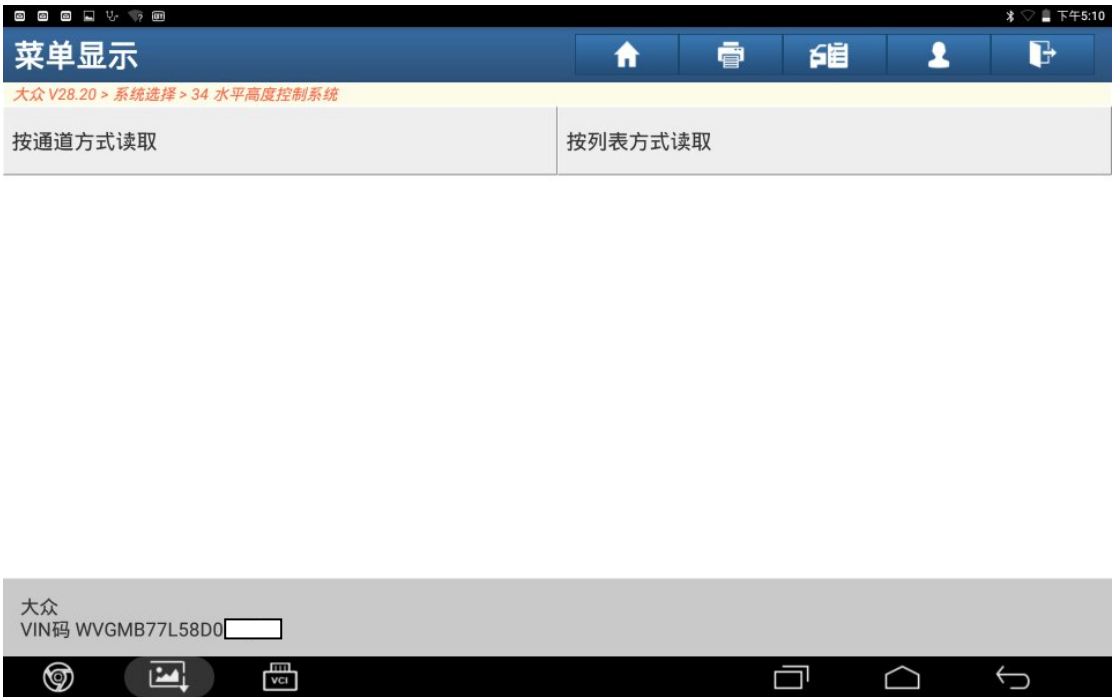 下午5:10
菜单显示
大众 V28.20 > 系统选择 > 34 水平高度控制系统
按通道方式读取
按列表方式读取
大众
VIN码 WVGMB77L58D0
VCI